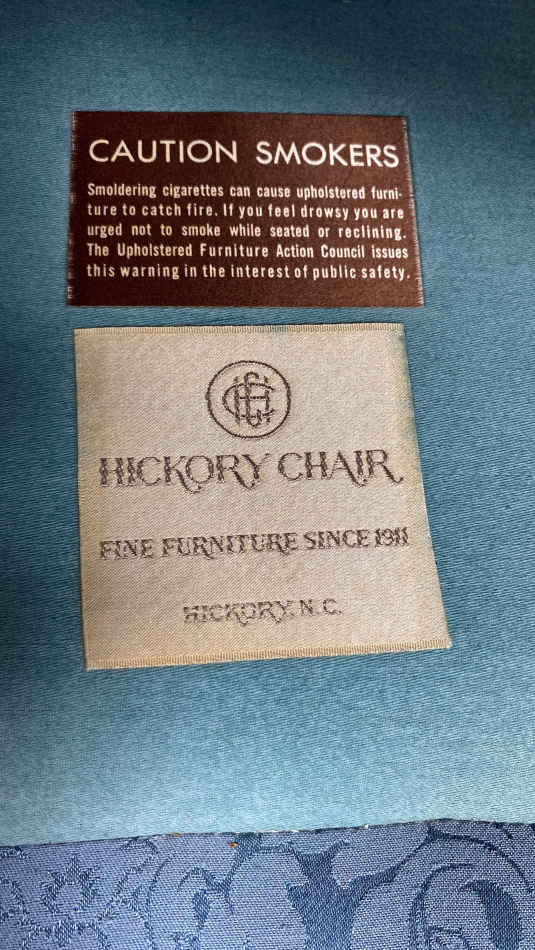 CAUTION SMOKERS
Smoldering cigarettes can cause upholstered furni-
ture to catch fire. If you feel drowsy you are
urged not to smoke while seated or reclining.
The Upholstered Furniture Action Council issues
this warning in the interest of public safety.
HICKORY CHAIR
FINE FURNITURE SINCE 1911
HICKORY, N.C.